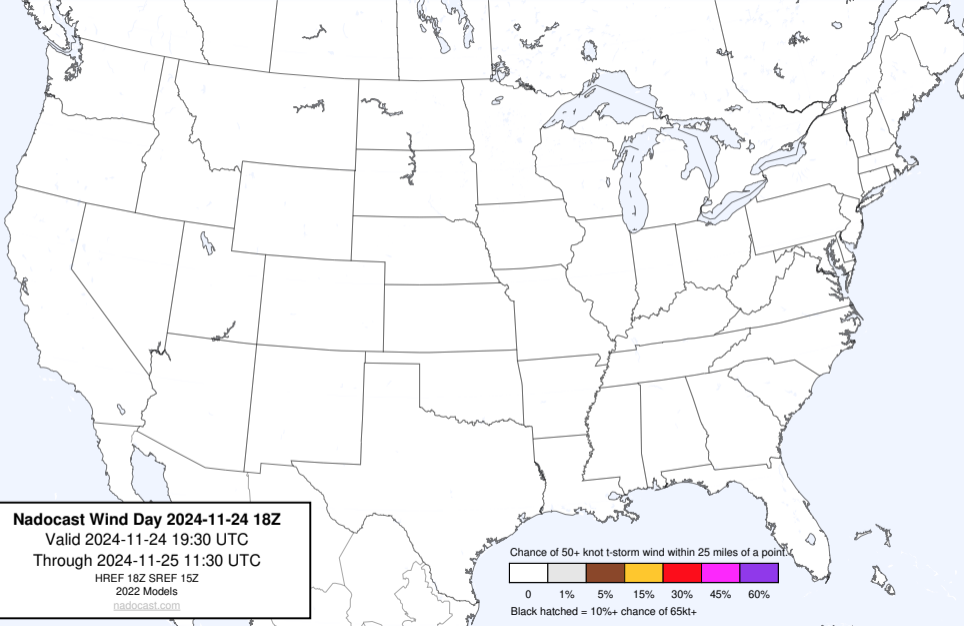 Nadocast Wind Day 2024-11-24 18Z
Valid 2024-11-24 19:30 UTC
Through 2024-11-25 11:30 UTC
HREF 18Z SREF 15Z
2022 Models
nadocast.com
Chance of 50+ knot t-storm wind within 25 miles of a point.
0 1% 5% 15% 30% 45% 60%
Black hatched = 10%+ chance of 65kt+